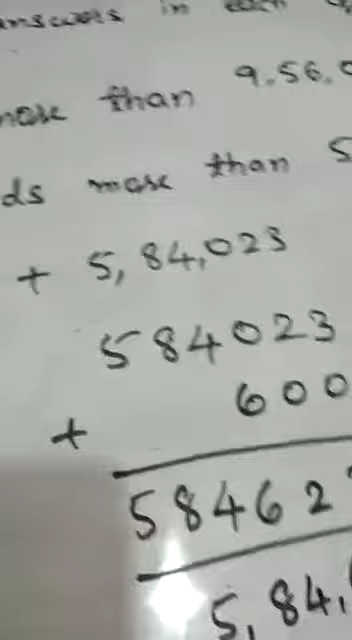 answers in each
more than 9,56,0
ds more than 5
+ 5,84,023
584023
+ 600
58462
5,84,